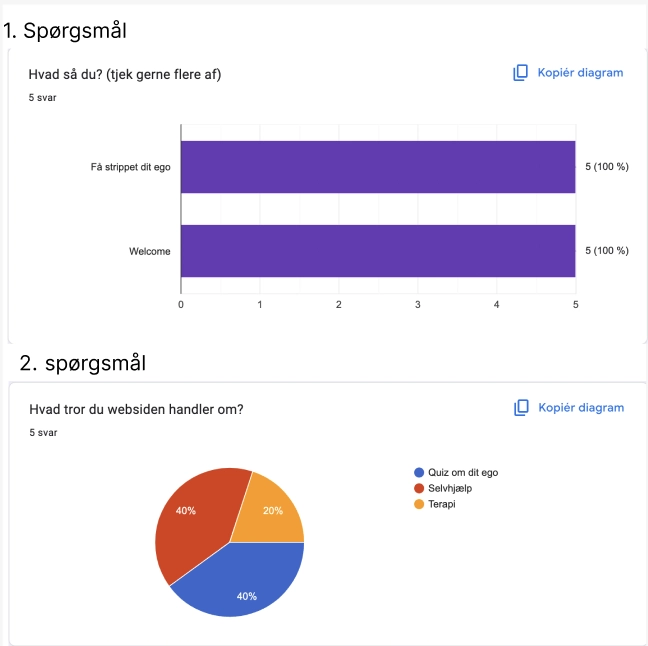 1. Spørgsmål
Hvad så du? (tjek gerne flere af)
Kopiér diagram
5 svar
Få strippet dit ego
5 (100 %)
Welcome
5 (100 %)
0 1 2 3 4 5
2. spørgsmål
Hvad tror du websiden handler om?
Kopiér diagram
5 svar
Quiz om dit ego
Selvhjælp
Terapi
40%
20%
40%